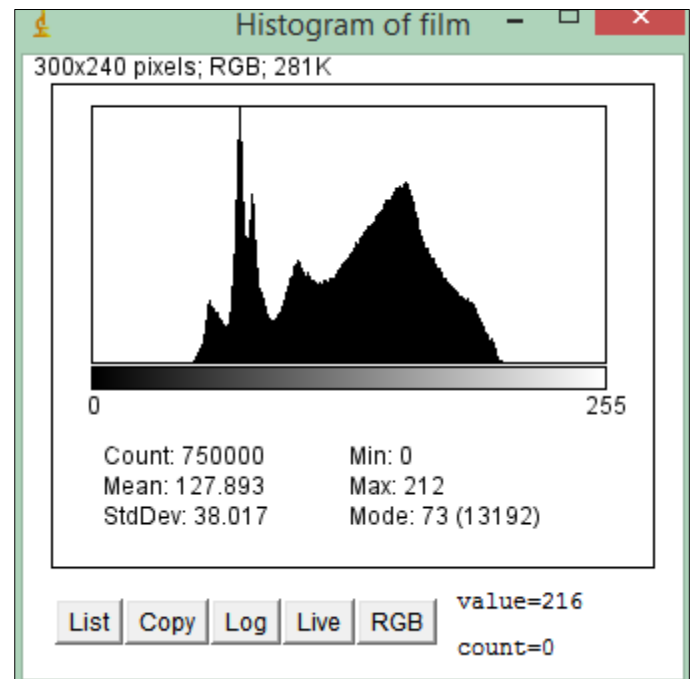 Histogram of film
300x240 pixels; RGB; 281K
0 255
Count: 750000 Min: 0
Mean: 127.893 Max: 212
StdDev: 38.017 Mode: 73 (13192)
List Copy Log Live RGB
value=216
count=0